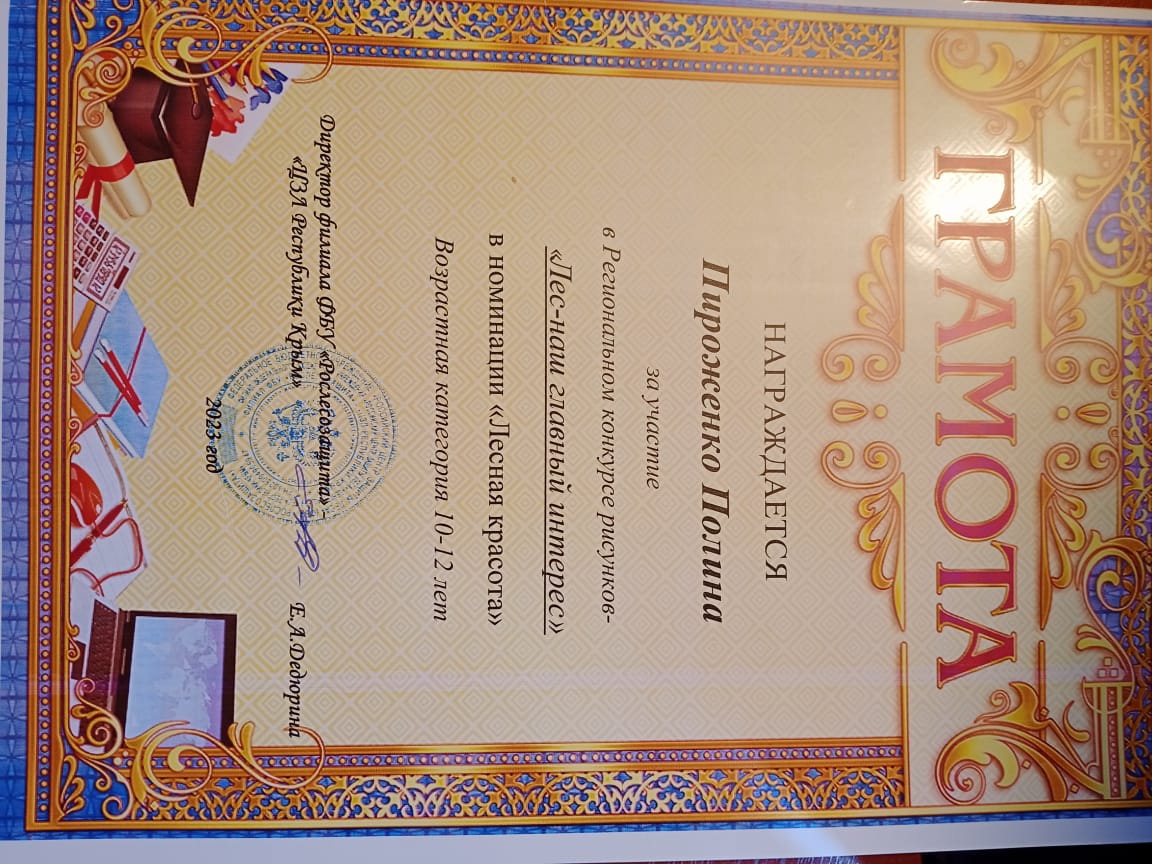 ГРАМОТА
НАГРАЖДАЕТСЯ
Пироженко Полина
за участие
в Региональном конкурсе рисунков-
«Лес-наш главный интерес»
в номинации «Лесная красота»
Возрастная категория 10-12 лет
Директор филиала ФБУ «Рослесозащита» -
«ЦЗЛ Республики Крым» Е.А.Дедюрина
2023 год